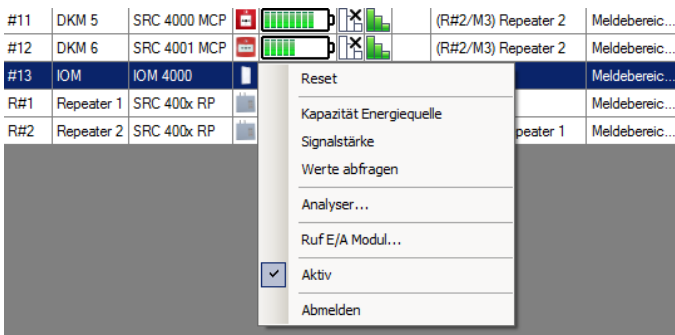 #11 DKM 5 SRC 4000 MCP (R#2/M3) Repeater 2 Meldebereic...
#12 DKM 6 SRC 4001 MCP (R#2/M3) Repeater 2 Meldebereic...
#13 IOM IOM 4000 Meldebereic...
R#1 Repeater 1 SRC 400x RP Meldebereic...
R#2 Repeater 2 SRC 400x RP peater 1 Meldebereic...
Reset
Kapazität Energiequelle
Signalstärke
Werte abfragen
Analyser...
Ruf E/A Modul...
Aktiv
Abmelden